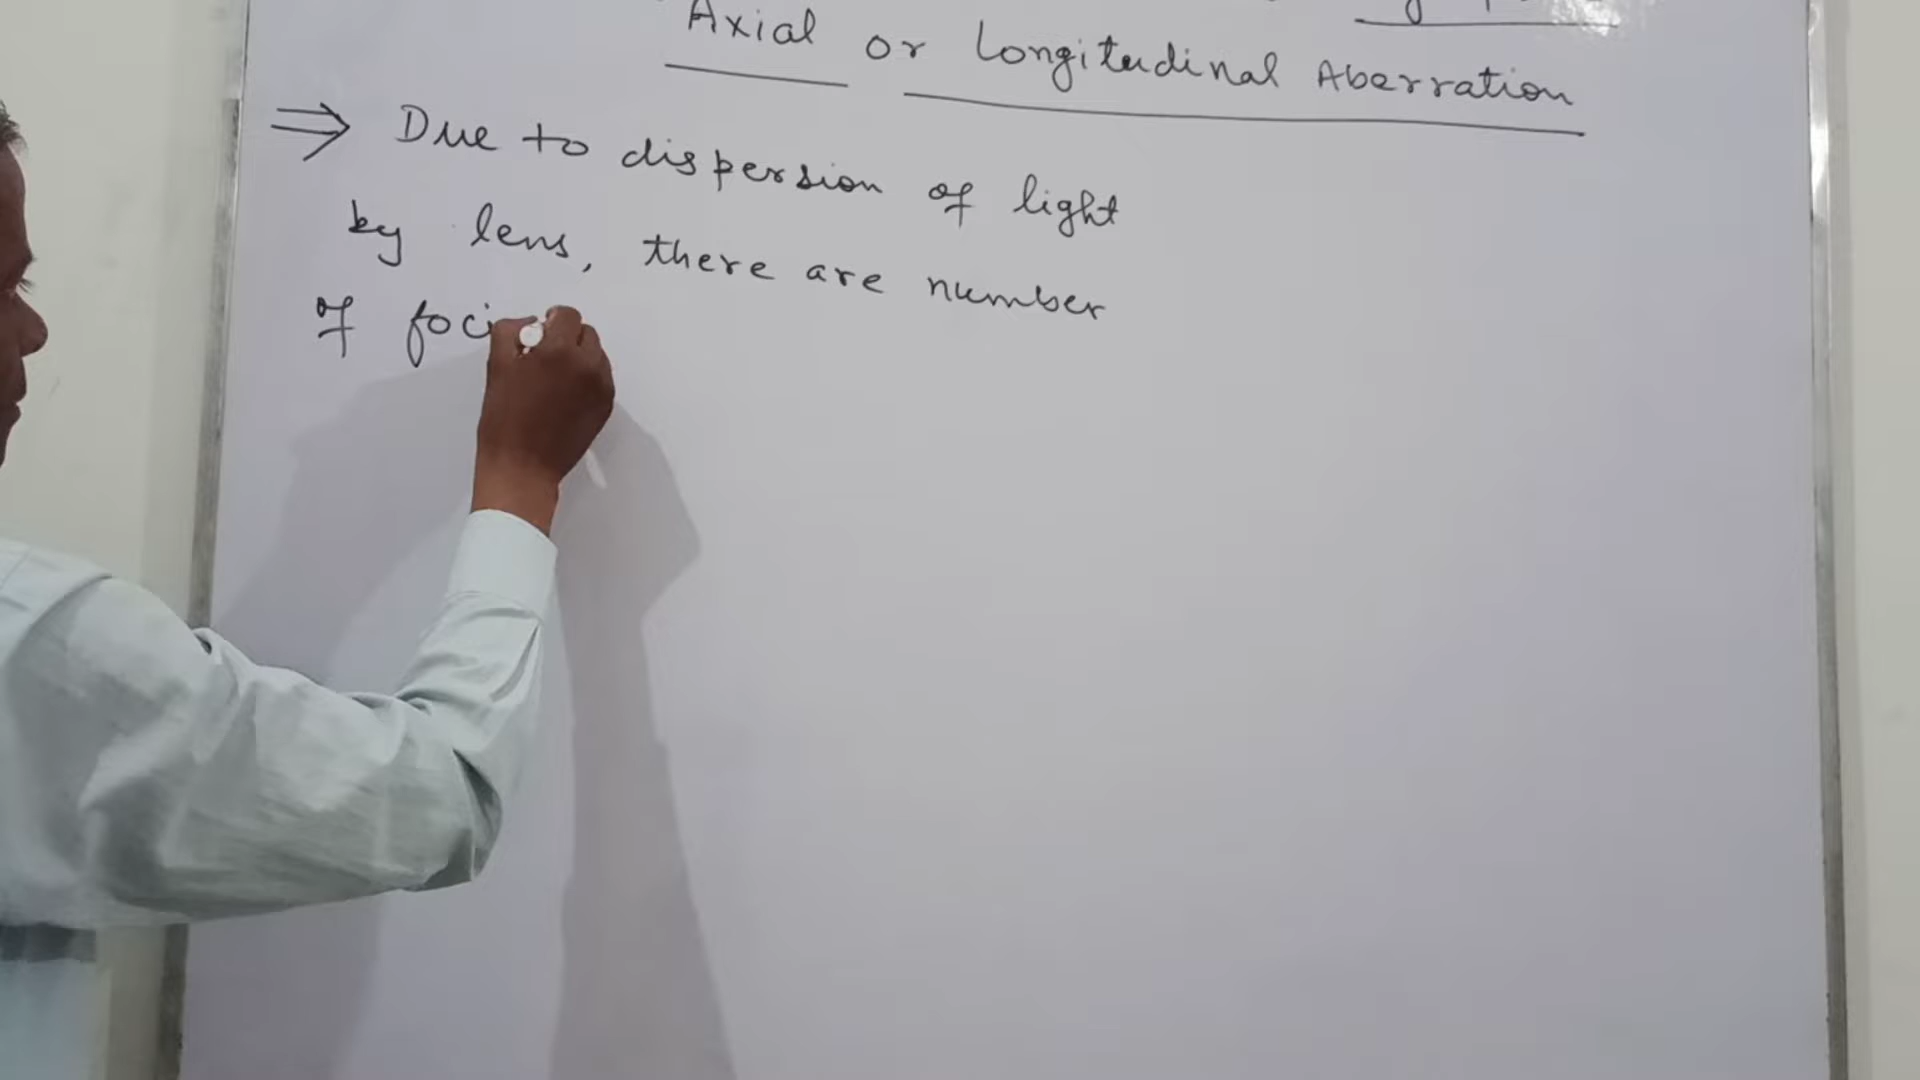 Axial or Longitudinal Aberration
⇒ Due to dispersion of light
by lens, there are number
of foci